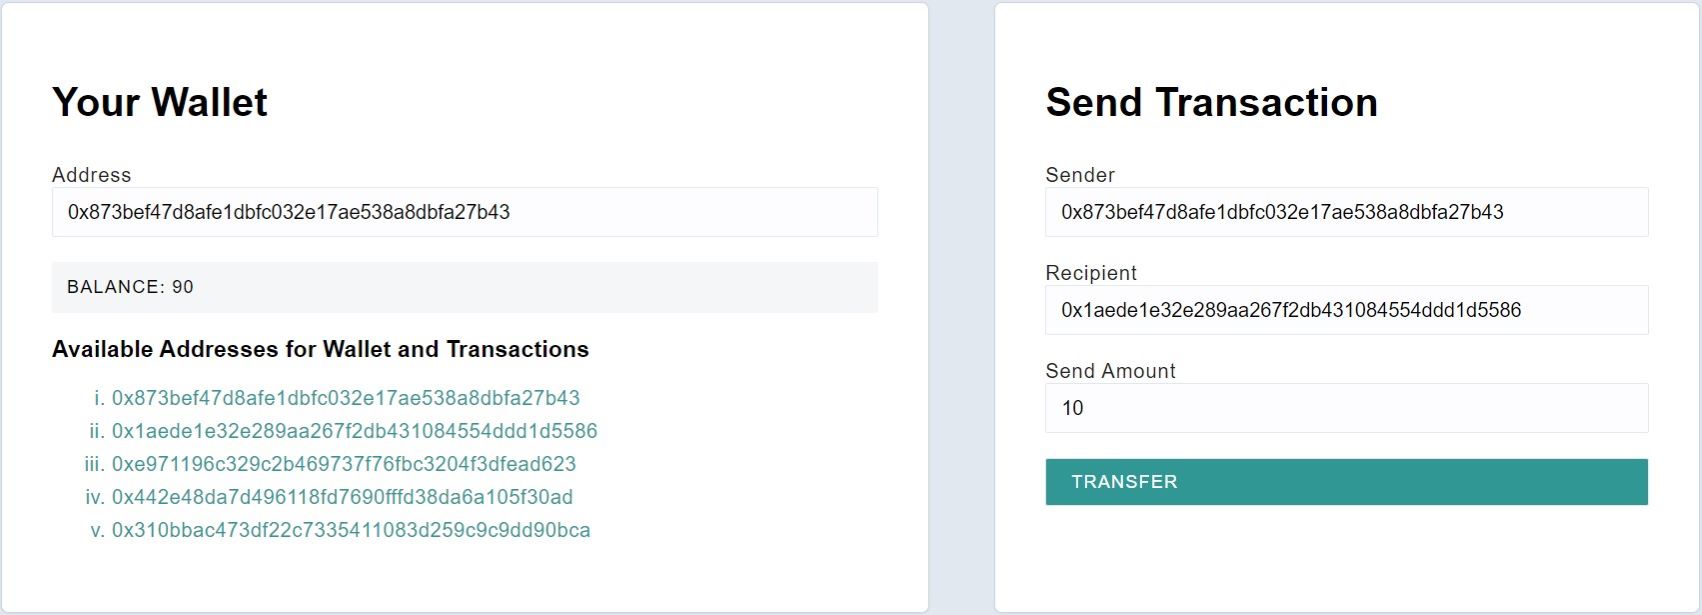 Your Wallet
Address
0x873bef47d8afe1dbfc032e17ae538a8dbfa27b43
BALANCE: 90
Available Addresses for Wallet and Transactions
i. 0x873bef47d8afe1dbfc032e17ae538a8dbfa27b43
ii. 0x1aede1e32e289aa267f2db431084554ddd1d5586
iii. 0xe971196c329c2b469737f76fbc3204f3dfead623
iv. 0x442e48da7d496118fd7690fffd38da6a105f30ad
v. 0x310bbac473df22c7335411083d259c9c9dd90bca
Send Transaction
Sender
0x873bef47d8afe1dbfc032e17ae538a8dbfa27b43
Recipient
0x1aede1e32e289aa267f2db431084554ddd1d5586
Send Amount
10
TRANSFER